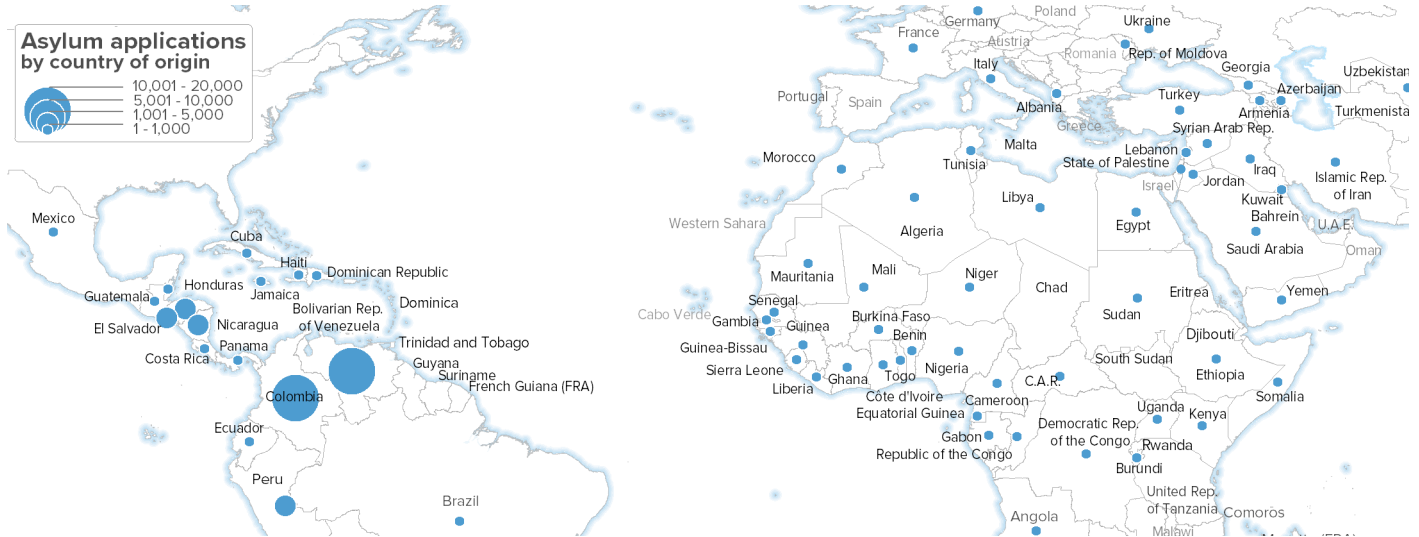 Asylum applications
by country of origin
10,001 - 20,000
5,001 - 10,000
1,001 - 5,000
1 - 1,000
Mexico
Cuba
Haiti
Dominican Republic
Jamaica
Honduras
Guatemala
Dominica
Bolivarian Rep.
of Venezuela
El Salvador
Nicaragua
Panama
Costa Rica
Trinidad and Tobago
Guyana
Suriname
French Guiana (FRA)
Colombia
Ecuador
Peru
Brazil
Germany
Poland
Ukraine
France
Austria
Romania
Rep. of Moldova
Italy
Georgia
Uzbekistan
Portugal
Spain
Albania
Turkey
Azerbaijan
Armenia
Turkmenista
Greece
Syrian Arab Rep.
Malta
Lebanon
Morocco
Tunisia
State of Palestine
Iraq
Islamic Rep.
of Iran
Israel
Jordan
Kuwait
Bahrein
Libya
Western Sahara
Algeria
Egypt
U.A.E.
Saudi Arabia
Oman
Mauritania
Mali
Niger
Chad
Eritrea
Yemen
Senegal
Cabo Verde
Gambia
Guinea
Burkina Faso
Sudan
Benin
Djibouti
Guinea-Bissau
Sierra Leone
Liberia
Ghana
Togo
Nigeria
South Sudan
Ethiopia
C.A.R.
Côte d'Ivoire
Cameroon
Somalia
Equatorial Guinea
Uganda
Kenya
Democratic Rep.
of the Congo
Gabon
Republic of the Congo
Rwanda
Burundi
United Rep.
of Tanzania
Angola
Comoros
Malawi